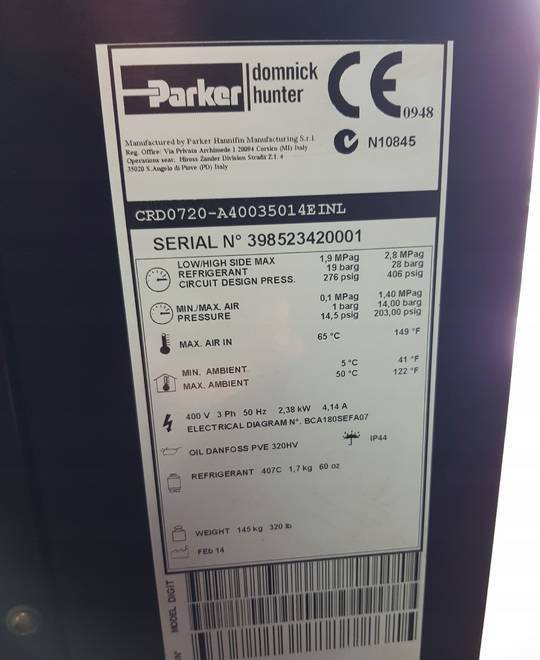 Parker
domnick
hunter
CE 0948
N10845
Manufactured by Parker Hannifin Manufacturing S.r.l.
Reg. Office: Via Privata Archimede 1 20094 Corsico (MI) Italy
Operations seat: Hiross Zander Division Strada Z.I. 4
35020 S.Angelo di Piove (PD) Italy
CRD0720-A40035014EINL
SERIAL N° 398523420001
LOW/HIGH SIDE MAX 1,9 MPag 2,8 MPag
REFRIGERANT 19 barg 28 barg
CIRCUIT DESIGN PRESS. 276 psig 406 psig
MIN./MAX. AIR 0,1 MPag 1,40 MPag
PRESSURE 1 barg 14,00 barg
14,5 psig 203,00 psig
MAX. AIR IN 65 °C 149 °F
MIN. AMBIENT 5 °C 41 °F
MAX. AMBIENT 50 °C 122 °F
400 V 3 Ph 50 Hz 2,38 kW 4,14 A
ELECTRICAL DIAGRAM N°. BCA180SEFA07
OIL DANFOSS PVE 320HV IP44
REFRIGERANT 407C 1,7 kg 60 oz
WEIGHT 145 kg 320 lb
FEb 14
MODEL DIGIT